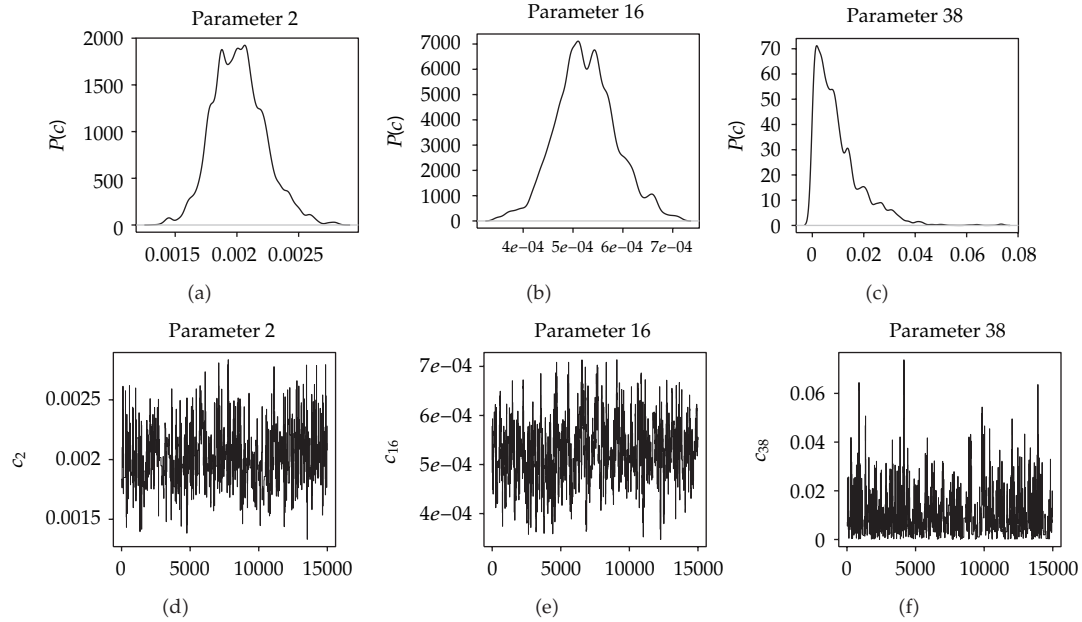 Parameter 2
P(c)
2000
1500
1000
500
0
0.0015 0.002 0.0025
(a)
Parameter 16
P(c)
7000
6000
5000
4000
3000
2000
1000
0
4e−04 5e−04 6e−04 7e−04
(b)
Parameter 38
P(c)
70
60
50
40
30
20
10
0
0 0.02 0.04 0.06 0.08
(c)
Parameter 2
c2
0.0025
0.002
0.0015
0 5000 10000 15000
(d)
Parameter 16
c16
7e−04
6e−04
5e−04
4e−04
0 5000 10000 15000
(e)
Parameter 38
c38
0.06
0.04
0.02
0
0 5000 10000 15000
(f)